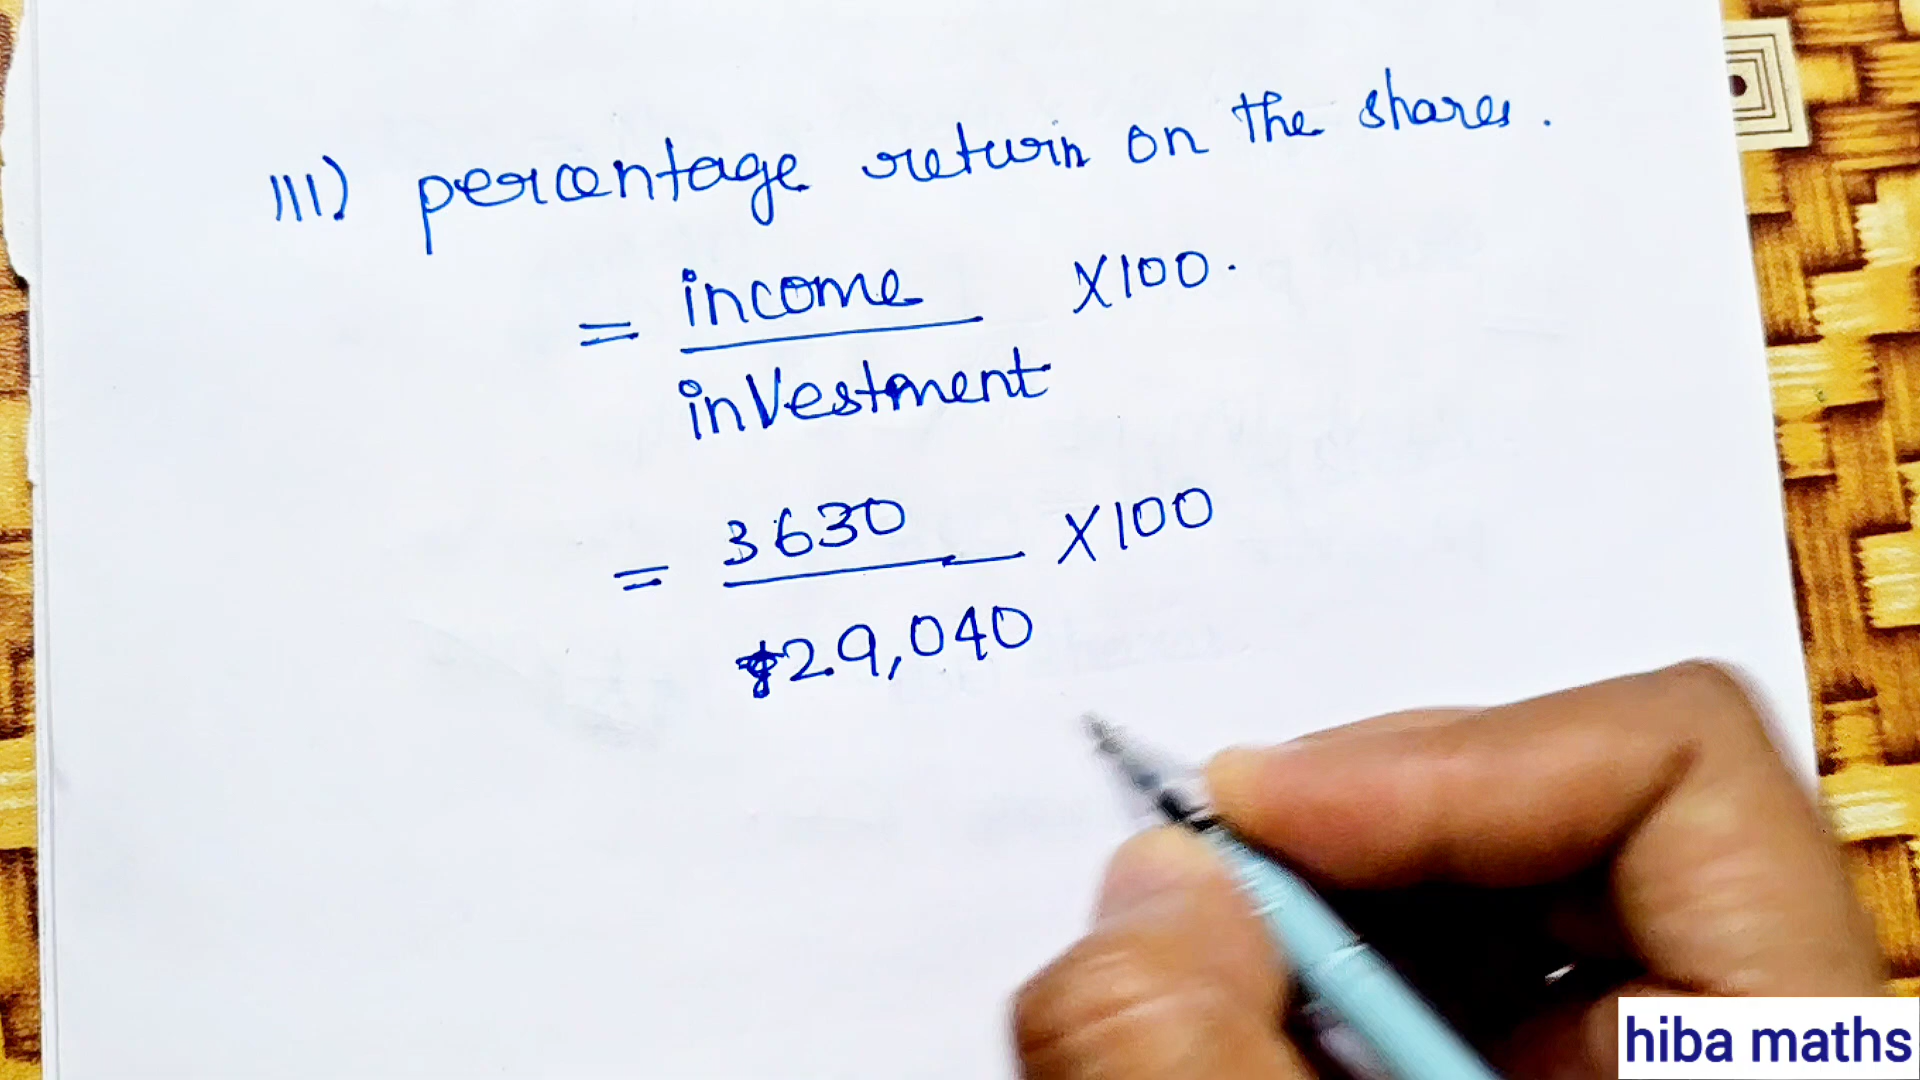 III) percentage return on the shares.
= income / investment X100.
= 3630 / 29,040 X100
hiba maths